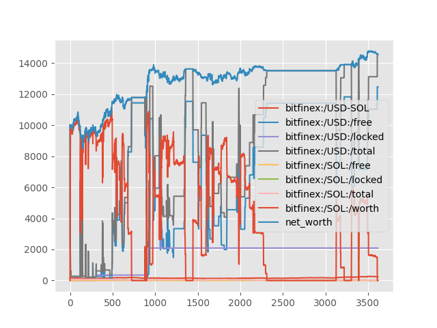 14000
12000
10000
8000
6000
4000
2000
0
0 500 1000 1500 2000 2500 3000 3500
bitfinex:/USD-SOL
bitfinex:/USD:/free
bitfinex:/USD:/locked
bitfinex:/USD:/total
bitfinex:/SOL:/free
bitfinex:/SOL:/locked
bitfinex:/SOL:/total
bitfinex:/SOL:/worth
net_worth